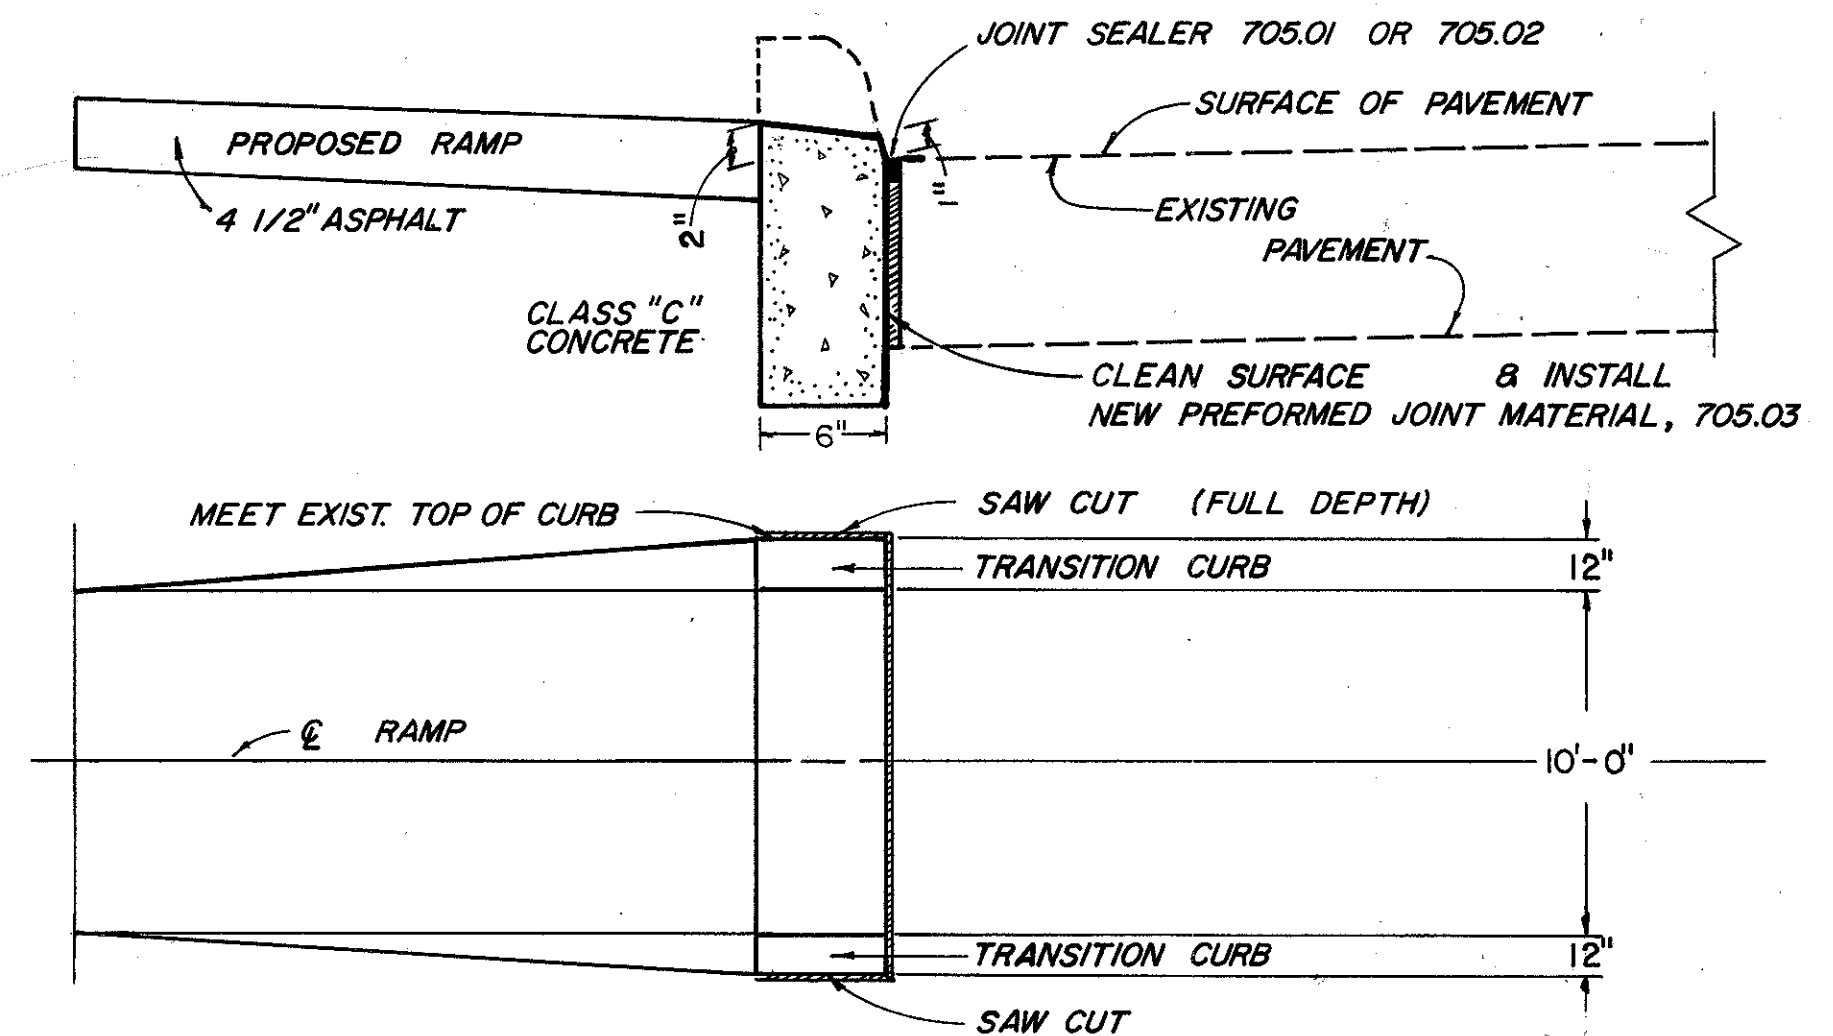 JOINT SEALER 705.01 OR 705.02
SURFACE OF PAVEMENT
PROPOSED RAMP
2"
1"
4 1/2" ASPHALT
EXISTING
PAVEMENT
CLASS "C"
CONCRETE
CLEAN SURFACE & INSTALL
NEW PREFORMED JOINT MATERIAL, 705.03
6"
MEET EXIST. TOP OF CURB
SAW CUT (FULL DEPTH)
TRANSITION CURB
12"
℄ RAMP
10'-0"
TRANSITION CURB
12"
SAW CUT